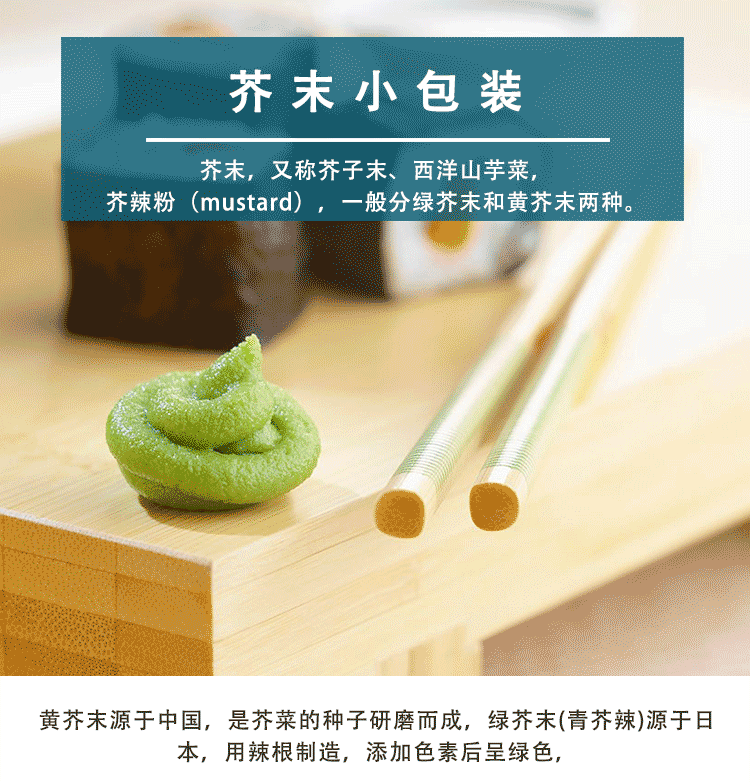 芥末小包装
芥末，又称芥子末、西洋山芋菜，
芥辣粉（mustard），一般分绿芥末和黄芥末两种。
黄芥末源于中国，是芥菜的种子研磨而成，绿芥末(青芥辣)源于日
本，用辣根制造，添加色素后呈绿色，